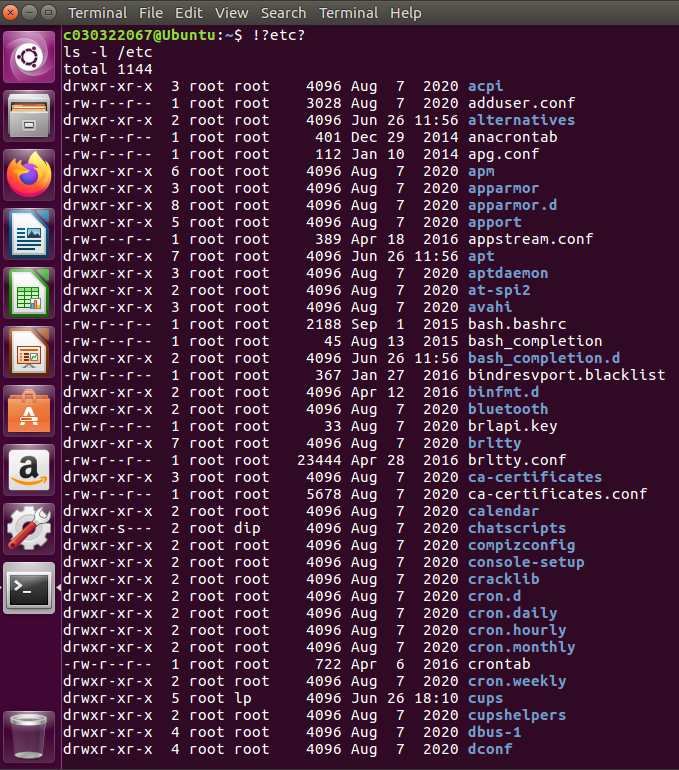 Terminal File Edit View Search Terminal Help
c030322067@Ubuntu:~$ !?etc?
ls -l /etc
total 1144
drwxr-xr-x  3 root root    4096 Aug  7  2020 acpi
-rw-r--r--  1 root root    3028 Aug  7  2020 adduser.conf
drwxr-xr-x  2 root root    4096 Jun 26 11:56 alternatives
-rw-r--r--  1 root root     401 Dec 29  2014 anacrontab
-rw-r--r--  1 root root     112 Jan 10  2014 apg.conf
drwxr-xr-x  6 root root    4096 Aug  7  2020 apm
drwxr-xr-x  3 root root    4096 Aug  7  2020 apparmor
drwxr-xr-x  8 root root    4096 Aug  7  2020 apparmor.d
drwxr-xr-x  5 root root    4096 Aug  7  2020 apport
-rw-r--r--  1 root root     389 Apr 18  2016 appstream.conf
drwxr-xr-x  7 root root    4096 Jun 26 11:56 apt
drwxr-xr-x  3 root root    4096 Aug  7  2020 aptdaemon
drwxr-xr-x  2 root root    4096 Aug  7  2020 at-spi2
drwxr-xr-x  3 root root    4096 Aug  7  2020 avahi
-rw-r--r--  1 root root    2188 Sep  1  2015 bash.bashrc
-rw-r--r--  1 root root      45 Aug 13  2015 bash_completion
drwxr-xr-x  2 root root    4096 Jun 26 11:56 bash_completion.d
-rw-r--r--  1 root root     367 Jan 27  2016 bindresvport.blacklist
drwxr-xr-x  2 root root    4096 Apr 12  2016 binfmt.d
drwxr-xr-x  2 root root    4096 Aug  7  2020 bluetooth
-rw-r--r--  1 root root      33 Aug  7  2020 brlapi.key
drwxr-xr-x  7 root root    4096 Aug  7  2020 brltty
-rw-r--r--  1 root root   23444 Apr 28  2016 brltty.conf
drwxr-xr-x  3 root root    4096 Aug  7  2020 ca-certificates
-rw-r--r--  1 root root    5678 Aug  7  2020 ca-certificates.conf
drwxr-xr-x  2 root root    4096 Aug  7  2020 calendar
drwxr-s---  2 root dip     4096 Aug  7  2020 chatscripts
drwxr-xr-x  2 root root    4096 Aug  7  2020 compizconfig
drwxr-xr-x  2 root root    4096 Aug  7  2020 console-setup
drwxr-xr-x  2 root root    4096 Aug  7  2020 cracklib
drwxr-xr-x  2 root root    4096 Aug  7  2020 cron.d
drwxr-xr-x  2 root root    4096 Aug  7  2020 cron.daily
drwxr-xr-x  2 root root    4096 Aug  7  2020 cron.hourly
drwxr-xr-x  2 root root    4096 Aug  7  2020 cron.monthly
-rw-r--r--  1 root root     722 Apr  6  2016 crontab
drwxr-xr-x  2 root root    4096 Aug  7  2020 cron.weekly
drwxr-xr-x  5 root lp      4096 Jun 26 18:10 cups
drwxr-xr-x  2 root root    4096 Aug  7  2020 cupshelpers
drwxr-xr-x  4 root root    4096 Aug  7  2020 dbus-1
drwxr-xr-x  4 root root    4096 Aug  7  2020 dconf